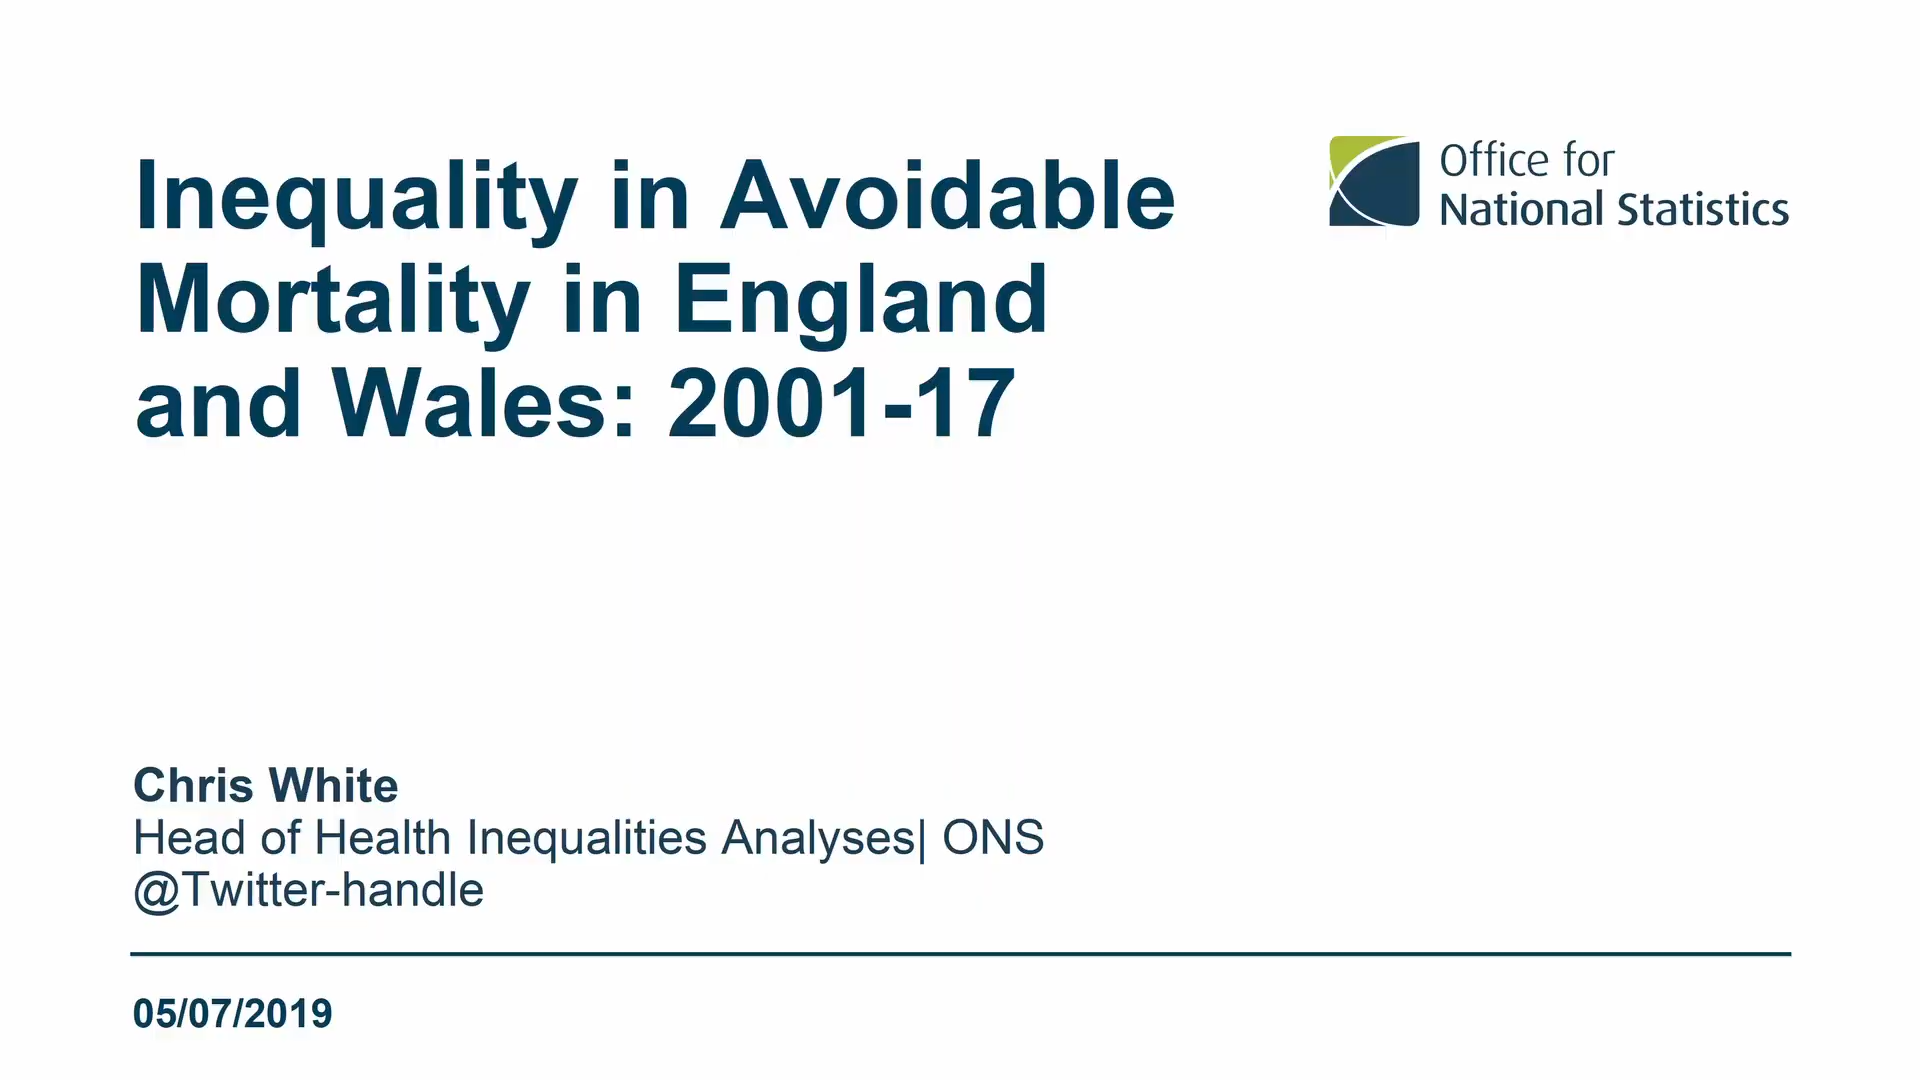 Inequality in Avoidable
Mortality in England
and Wales: 2001-17
Office for
National Statistics
Chris White
Head of Health Inequalities Analyses| ONS
@Twitter-handle
05/07/2019